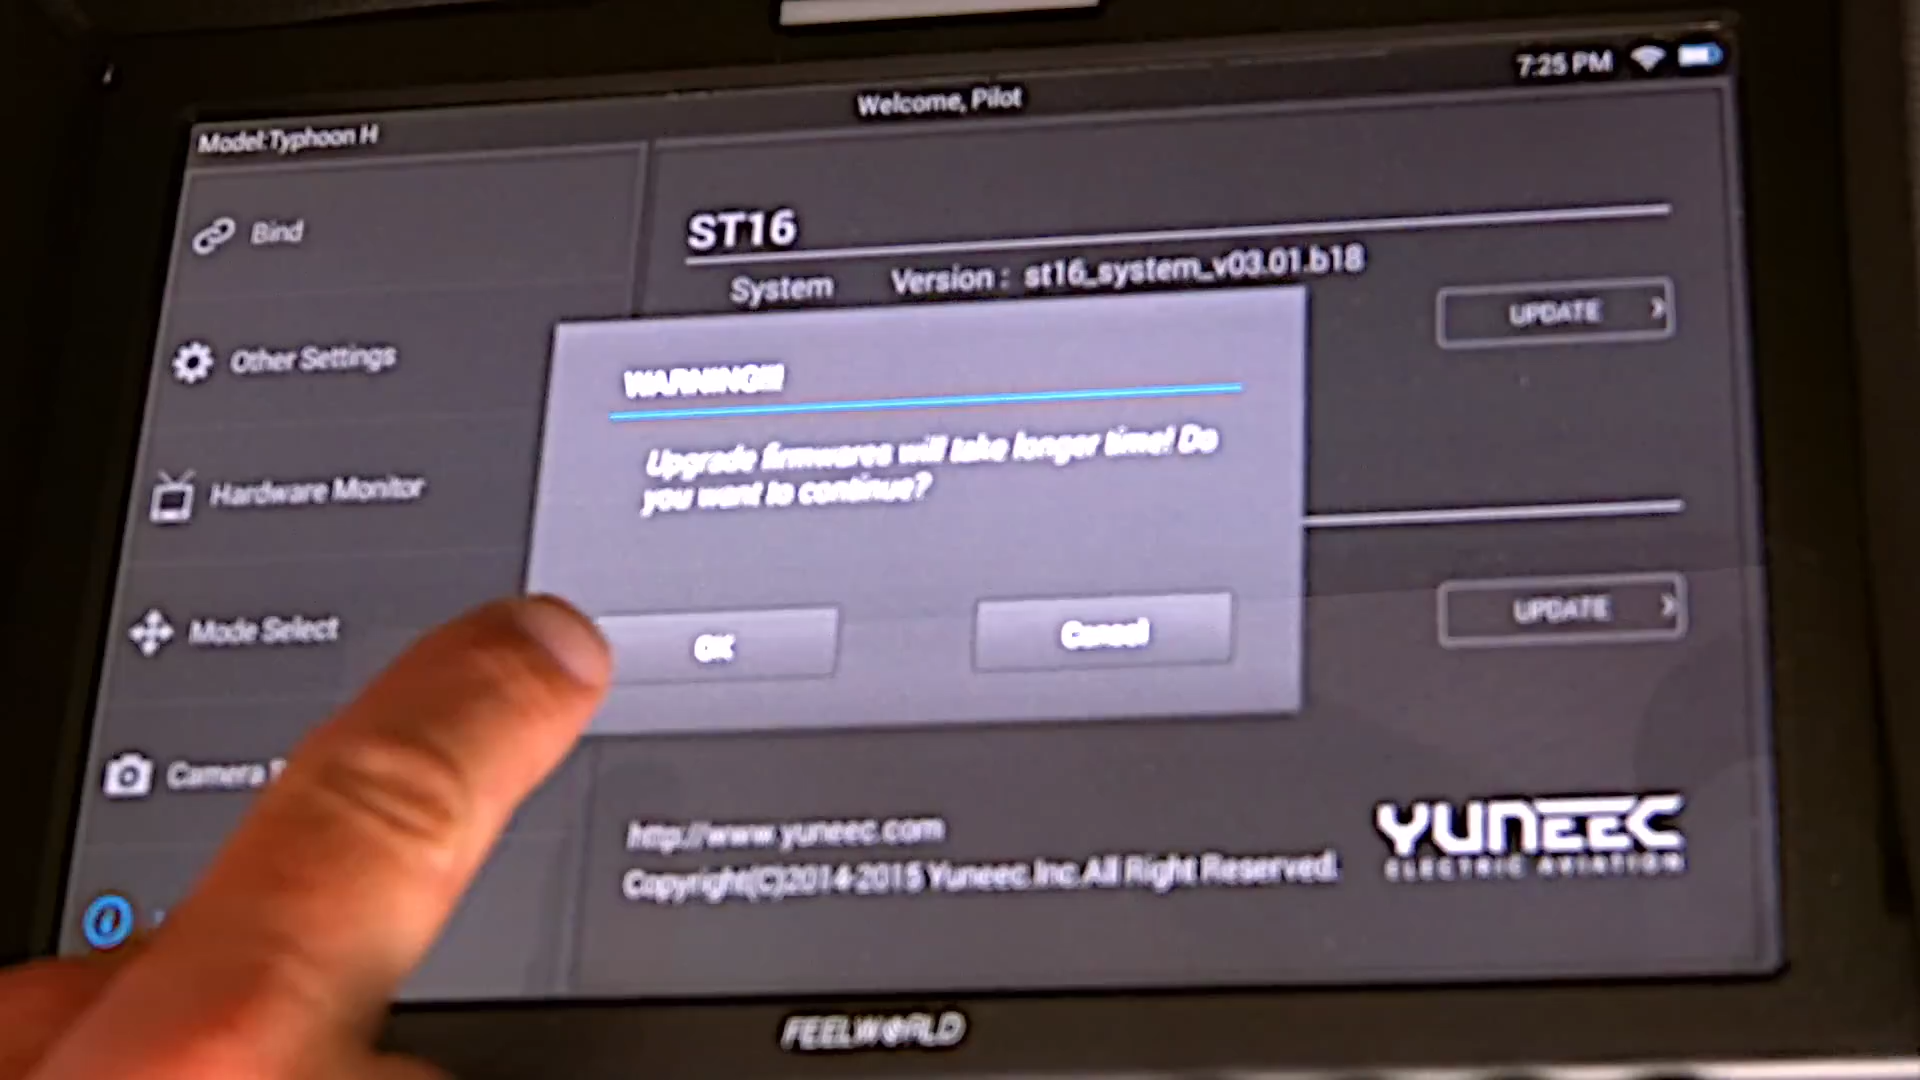 7:25 PM
Welcome, Pilot
Model:Typhoon H
Bind
Other Settings
Hardware Monitor
Mode Select
Camera
ST16
System Version : st16_system_v03.01.b18
UPDATE
WARNING!!!
Upgrade firmwares will take longer time! Do
you want to continue?
OK
Cancel
UPDATE
http://www.yuneec.com
Copyright(C)2014-2015 Yuneec.Inc.All Right Reserved.
YUNEEC
ELECTRIC AVIATION
FEELWORLD